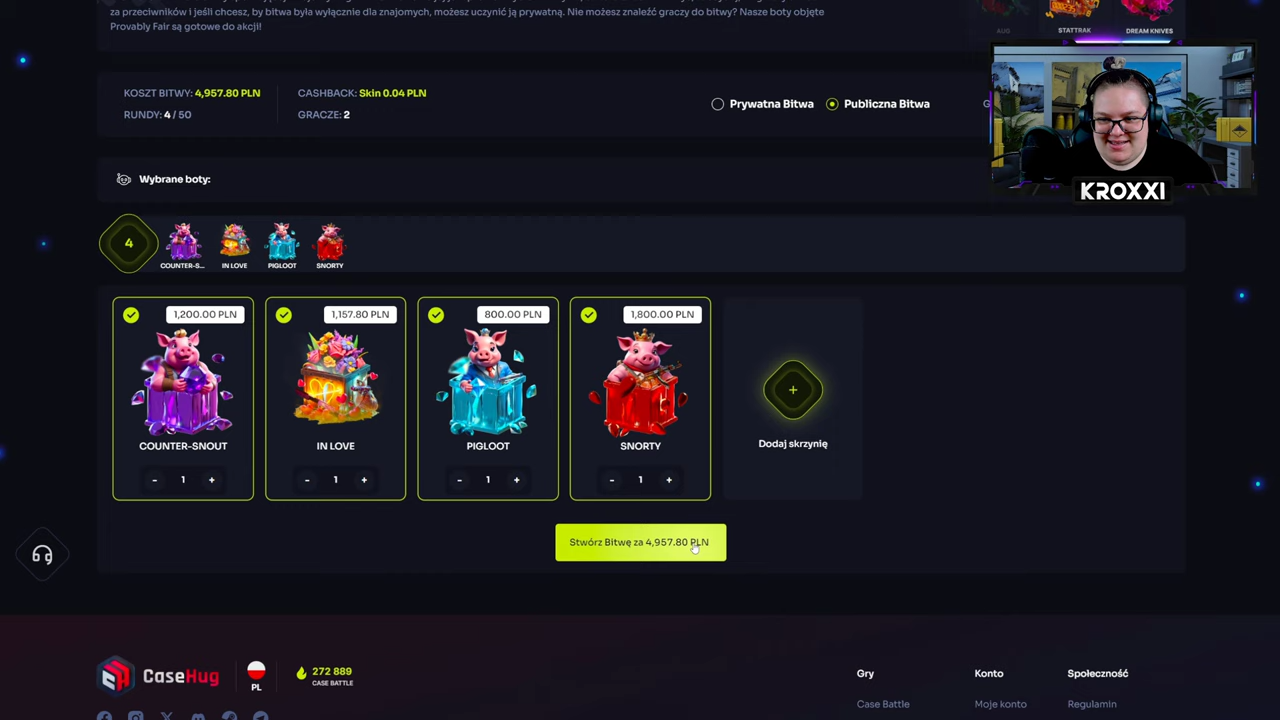 za przeciwników i jeśli chcesz, by bitwa była wyłącznie dla znajomych, możesz uczynić ją prywatną. Nie możesz znaleźć graczy do bitwy? Nasze boty objęte
Provably Fair są gotowe do akcji!
AUG
STATTRAK
DREAM KNIVES
KOSZT BITWY: 4,957.80 PLN
CASHBACK: Skin 0.04 PLN
RUNDY: 4 / 50
GRACZE: 2
Prywatna Bitwa
Publiczna Bitwa
KROXXI
Wybrane boty:
4
COUNTER-S...
IN LOVE
PIGLOOT
SNORTY
1,200.00 PLN
1,157.80 PLN
800.00 PLN
1,800.00 PLN
COUNTER-SNOUT
IN LOVE
PIGLOOT
SNORTY
Dodaj skrzynię
- 1 +
- 1 +
- 1 +
- 1 +
Stwórz Bitwę za 4,957.80 PLN
CaseHug
PL
272 889
CASE BATTLE
Gry
Konto
Społeczność
Case Battle
Moje konto
Regulamin